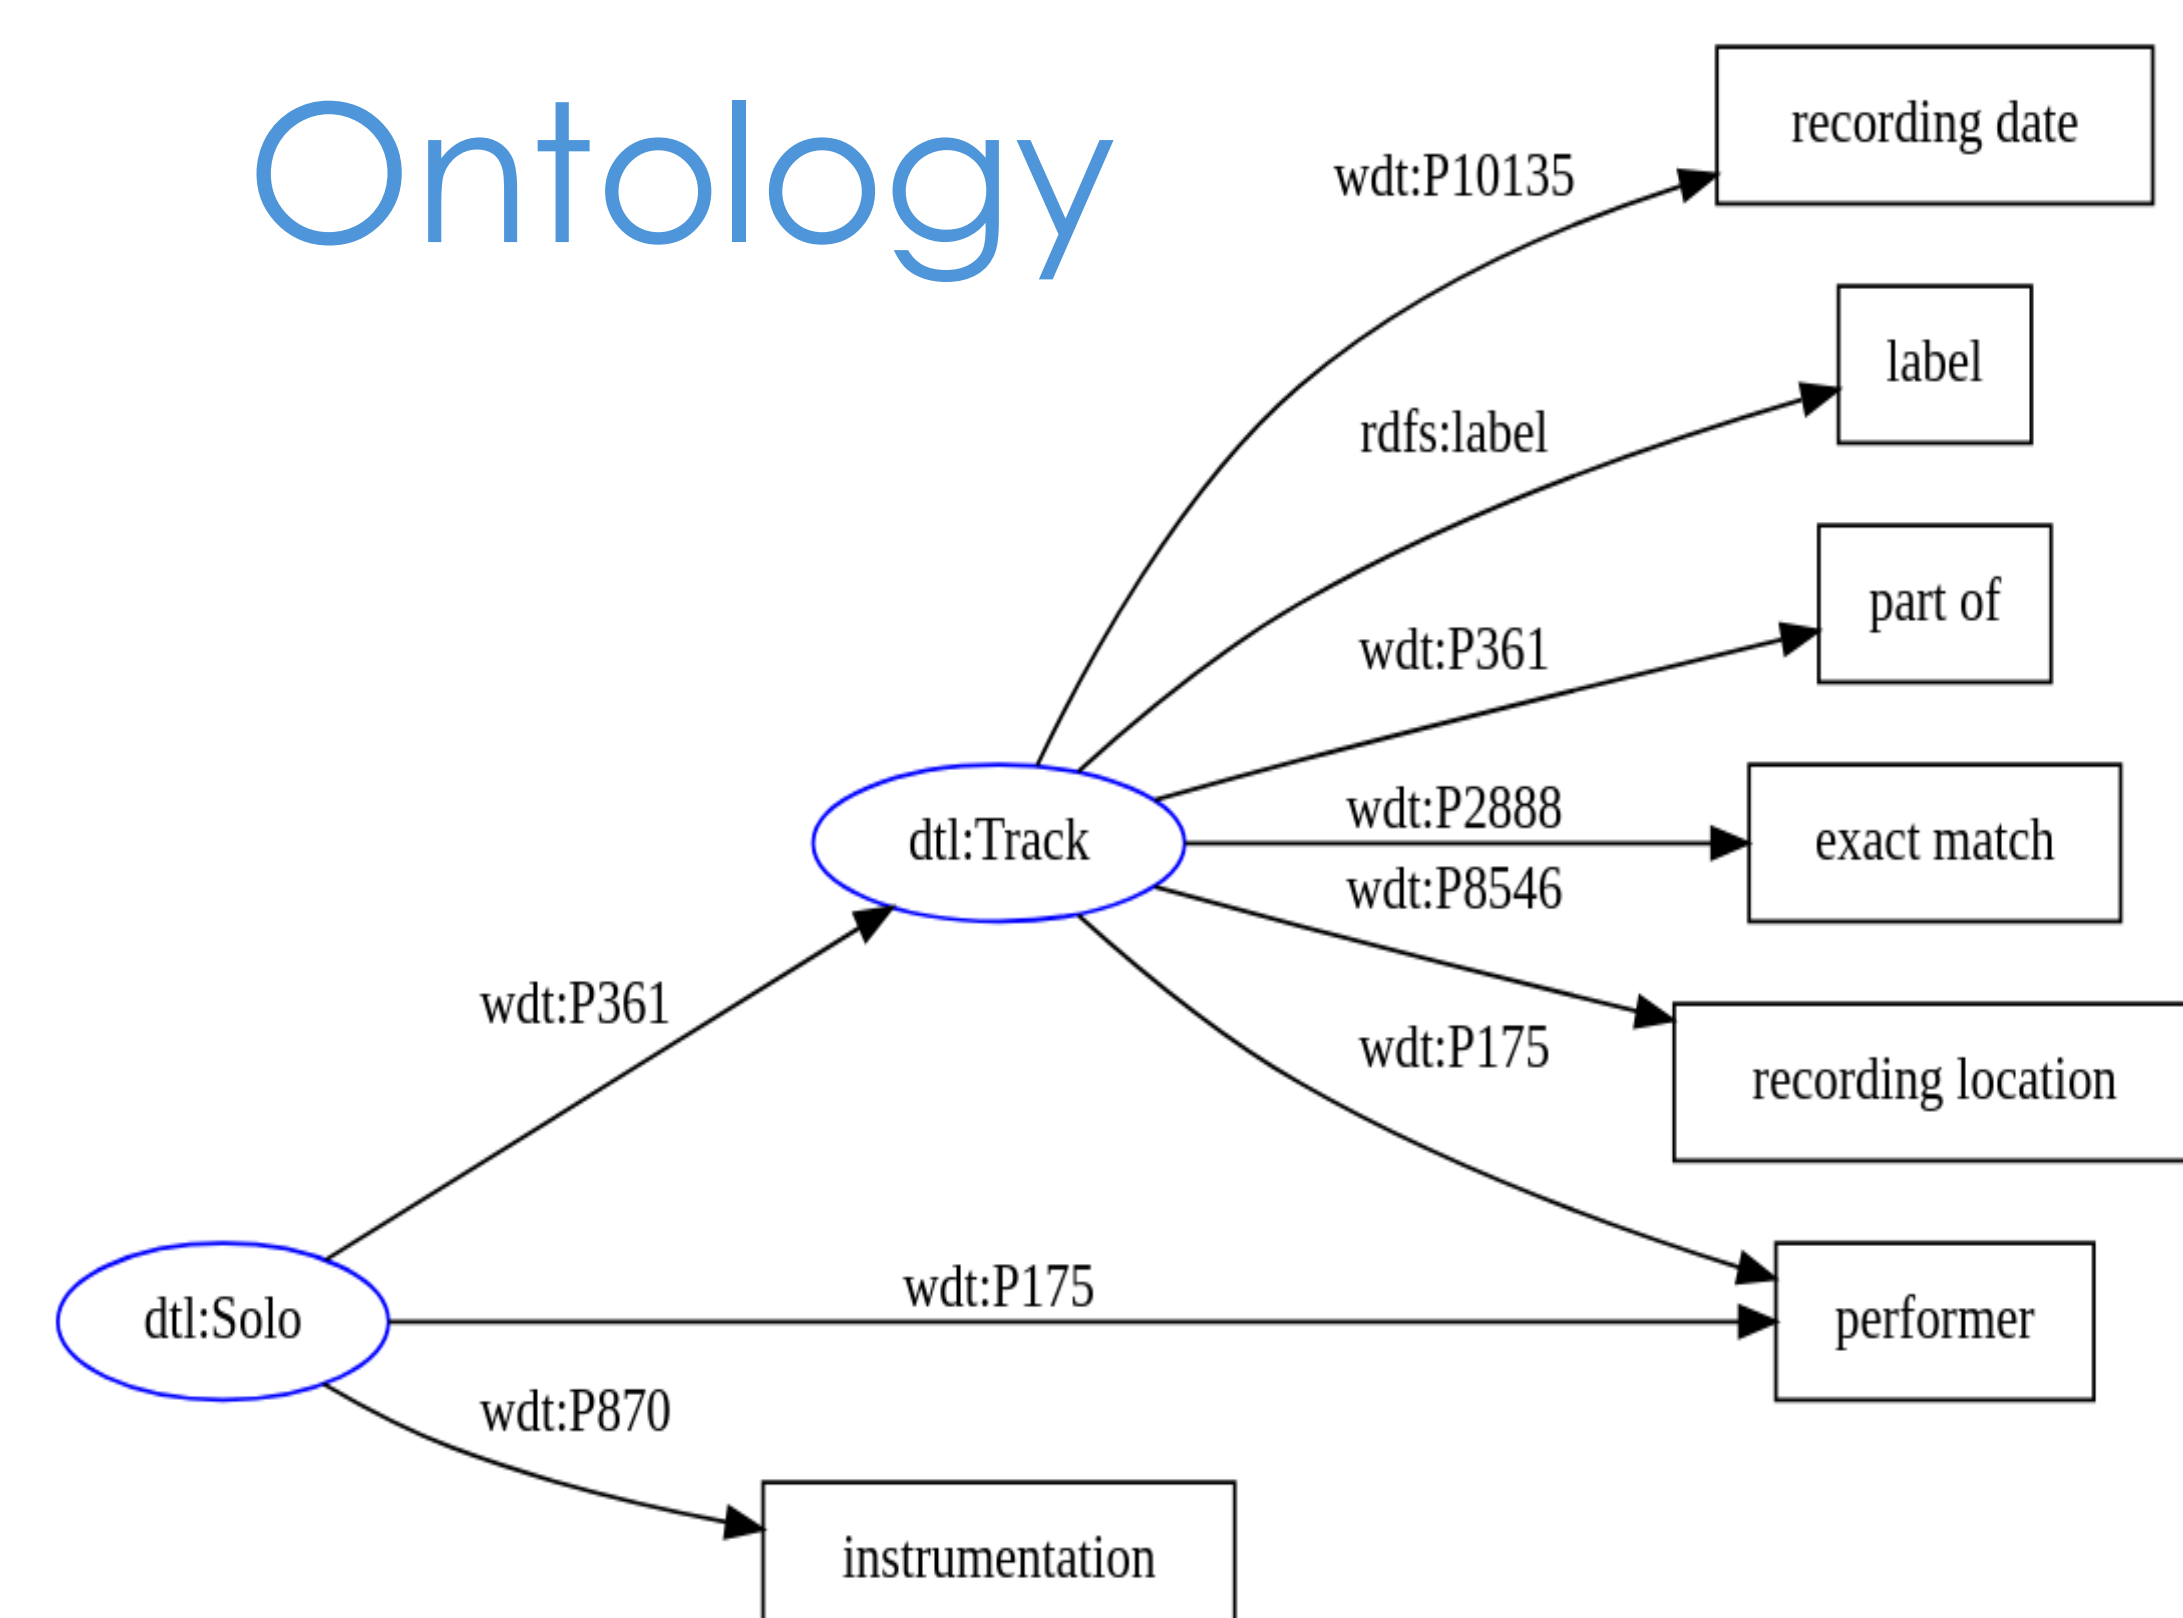 Ontology
recording date
wdt:P10135
label
rdfs:label
part of
wdt:P361
wdt:P2888
dtl:Track
exact match
wdt:P8546
wdt:P361
wdt:P175
recording location
wdt:P175
dtl:Solo
performer
wdt:P870
instrumentation